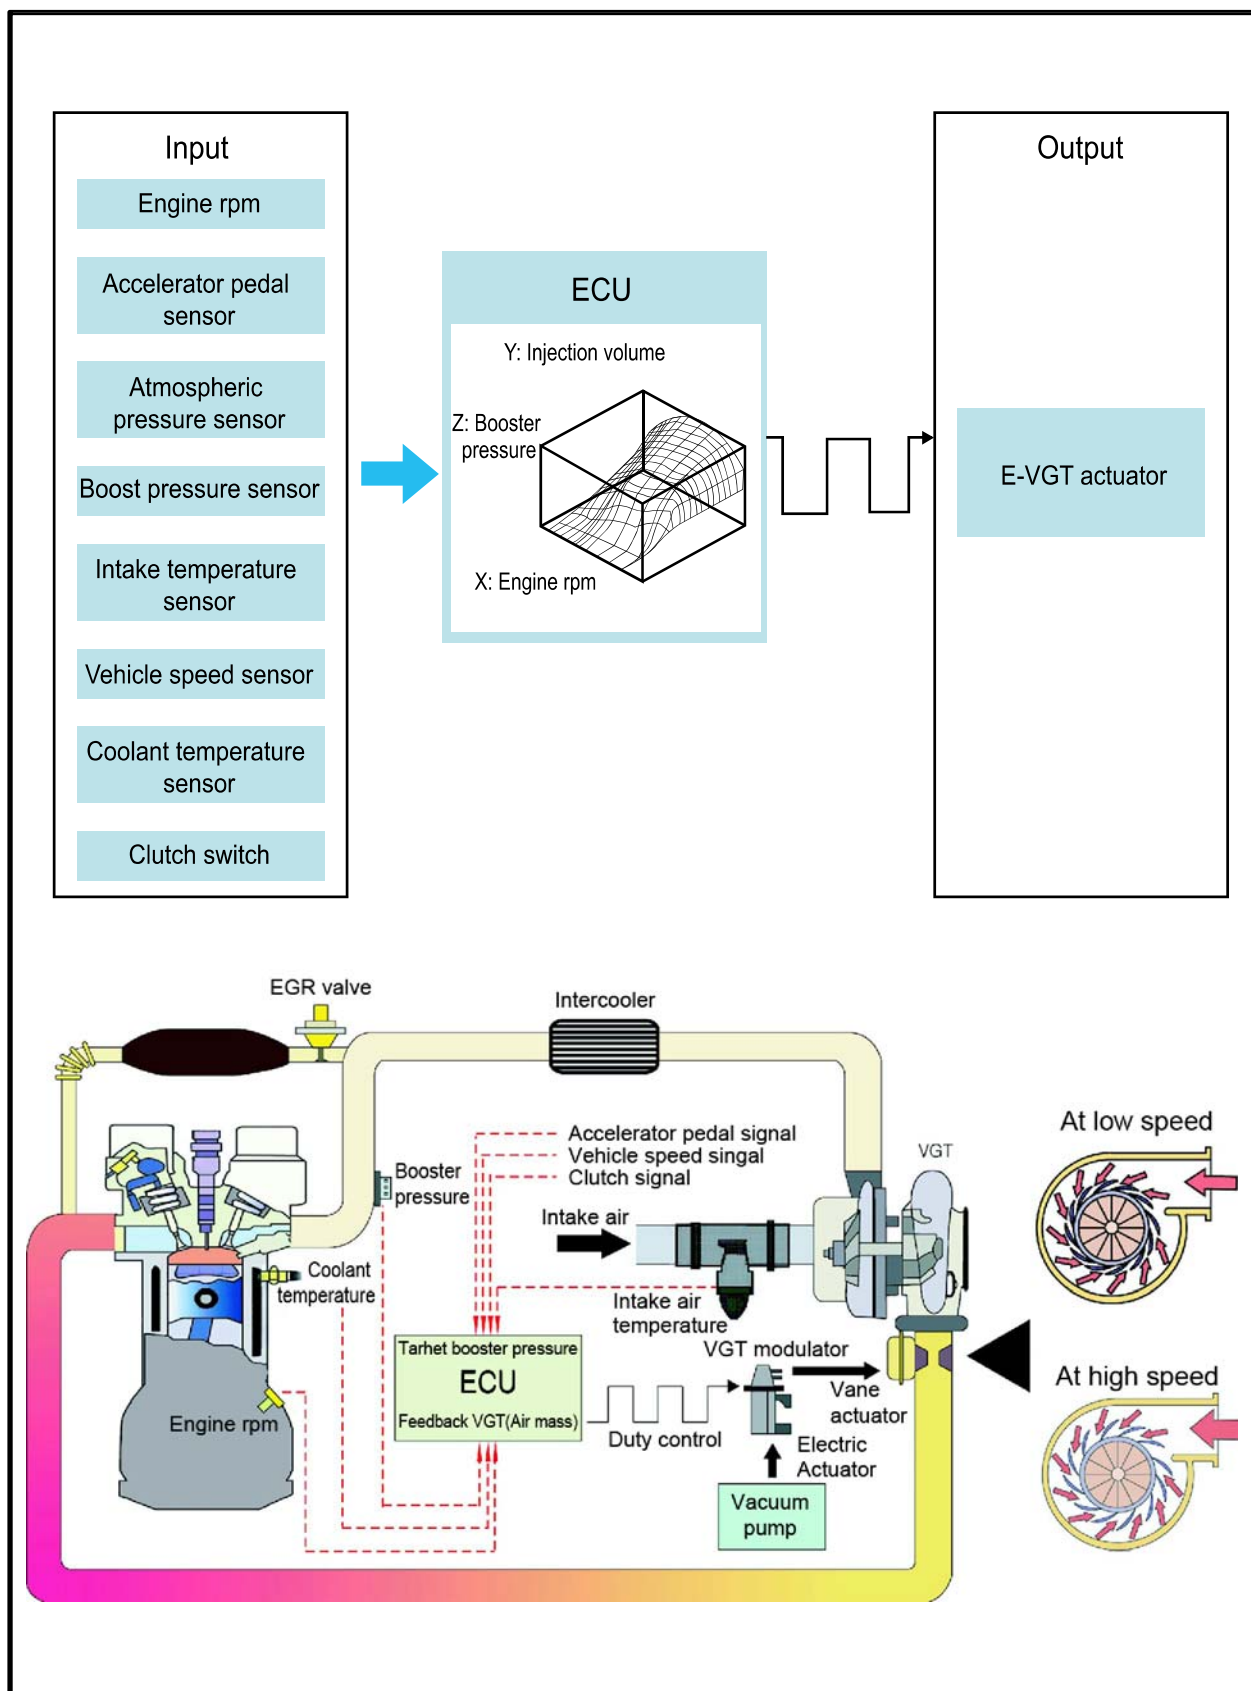 Input
Engine rpm
Accelerator pedal
sensor
Atmospheric
pressure sensor
Boost pressure sensor
Intake temperature
sensor
Vehicle speed sensor
Coolant temperature
sensor
Clutch switch
ECU
Y: Injection volume
Z: Booster
pressure
X: Engine rpm
Output
E-VGT actuator
EGR valve
Intercooler
Accelerator pedal signal
Vehicle speed singal
Clutch signal
Booster
pressure
Intake air
VGT
At low speed
Coolant
temperature
Intake air
temperature
Tarhet booster pressure
ECU
Feedback VGT(Air mass)
VGT modulator
Vane
actuator
At high speed
Engine rpm
Duty control
Electric
Actuator
Vacuum
pump